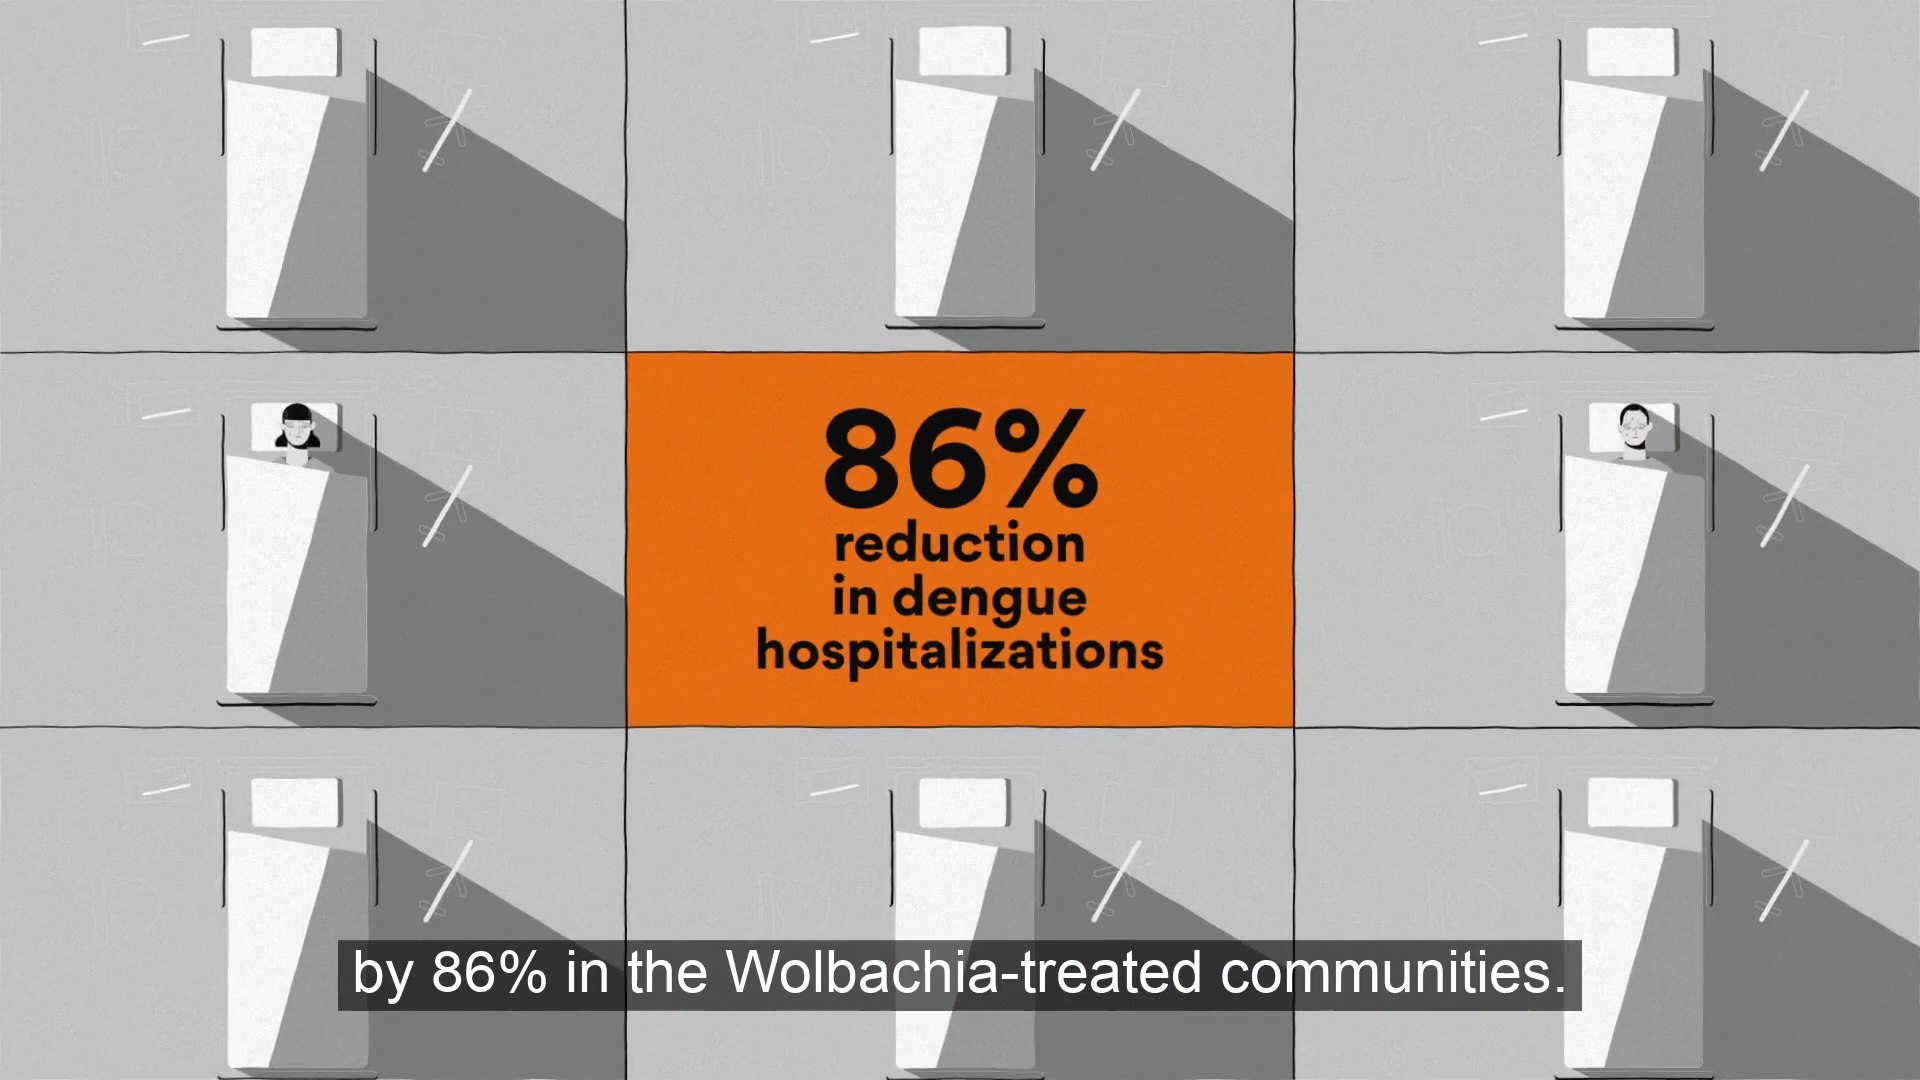 86%
reduction
in dengue
hospitalizations
by 86% in the Wolbachia-treated communities.